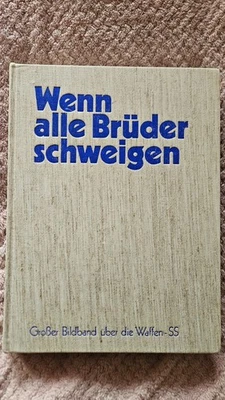 Wenn
alle Brüder
schweigen
Großer Bildband über die Waffen-SS